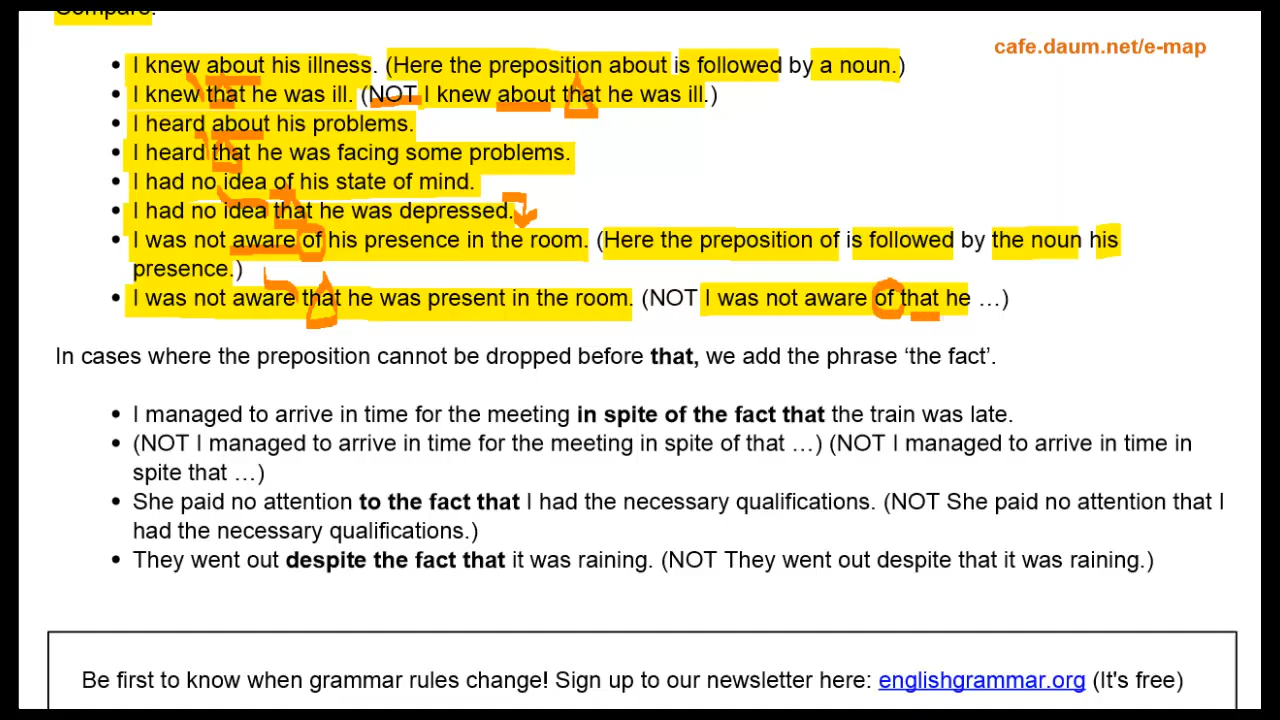 Compare:
cafe.daum.net/e-map
• I knew about his illness. (Here the preposition about is followed by a noun.)
• I knew that he was ill. (NOT I knew about that he was ill.)
• I heard about his problems.
• I heard that he was facing some problems.
• I had no idea of his state of mind.
• I had no idea that he was depressed.
• I was not aware of his presence in the room. (Here the preposition of is followed by the noun his
presence.)
• I was not aware that he was present in the room. (NOT I was not aware of that he …)
In cases where the preposition cannot be dropped before that, we add the phrase ‘the fact’.
• I managed to arrive in time for the meeting in spite of the fact that the train was late.
• (NOT I managed to arrive in time for the meeting in spite of that …) (NOT I managed to arrive in time in
spite that …)
• She paid no attention to the fact that I had the necessary qualifications. (NOT She paid no attention that I
had the necessary qualifications.)
• They went out despite the fact that it was raining. (NOT They went out despite that it was raining.)
Be first to know when grammar rules change! Sign up to our newsletter here: englishgrammar.org (It's free)